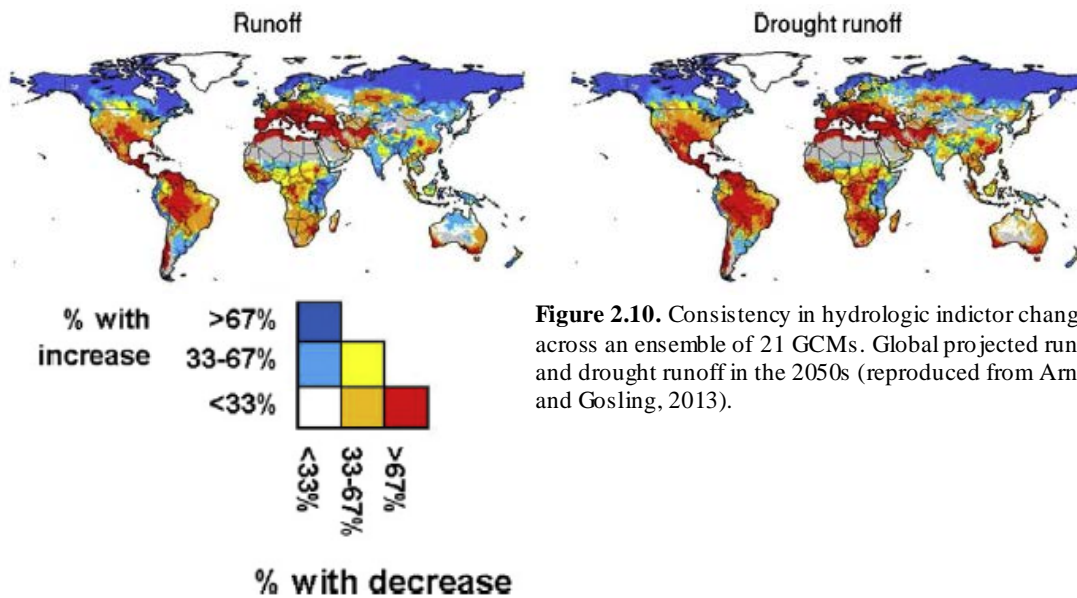 Runoff
Drought runoff
% with
increase
>67%
33-67%
<33%
<33%
33-67%
>67%
% with decrease
Figure 2.10. Consistency in hydrologic indictor chang
across an ensemble of 21 GCMs. Global projected run
and drought runoff in the 2050s (reproduced from Arn
and Gosling, 2013).